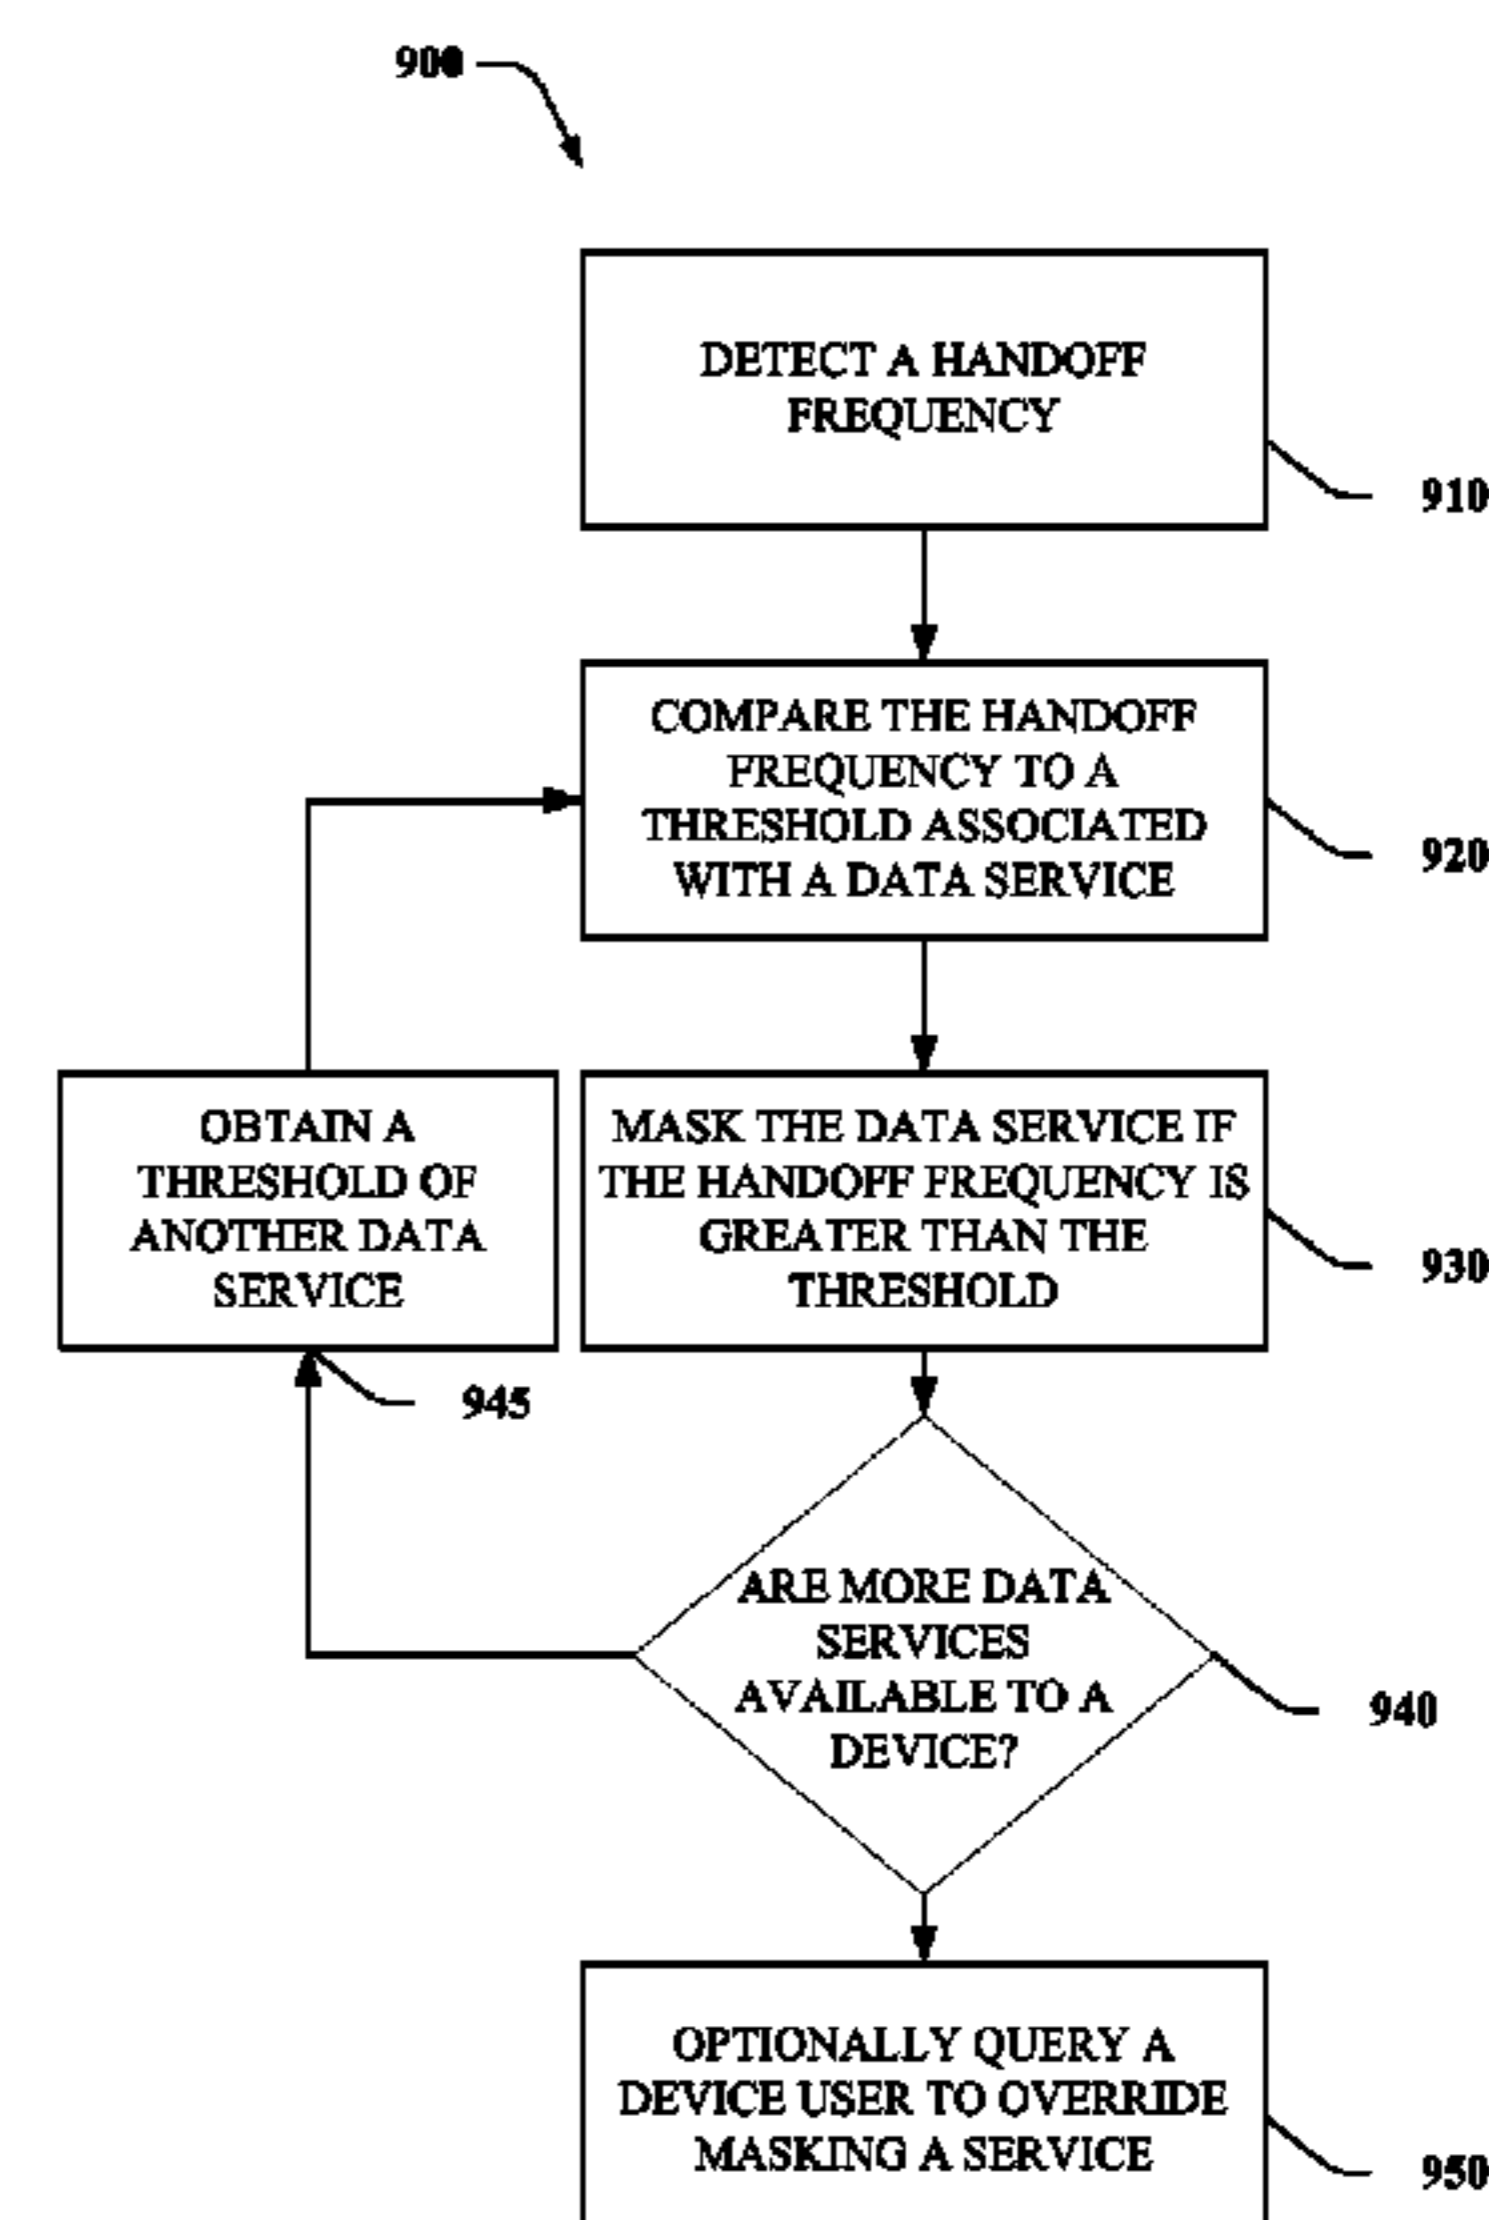 900
DETECT A HANDOFF
FREQUENCY
910
COMPARE THE HANDOFF
FREQUENCY TO A
THRESHOLD ASSOCIATED
WITH A DATA SERVICE
920
OBTAIN A
THRESHOLD OF
ANOTHER DATA
SERVICE
945
MASK THE DATA SERVICE IF
THE HANDOFF FREQUENCY IS
GREATER THAN THE
THRESHOLD
930
ARE MORE DATA
SERVICES
AVAILABLE TO A
DEVICE?
940
OPTIONALLY QUERY A
DEVICE USER TO OVERRIDE
MASKING A SERVICE
950